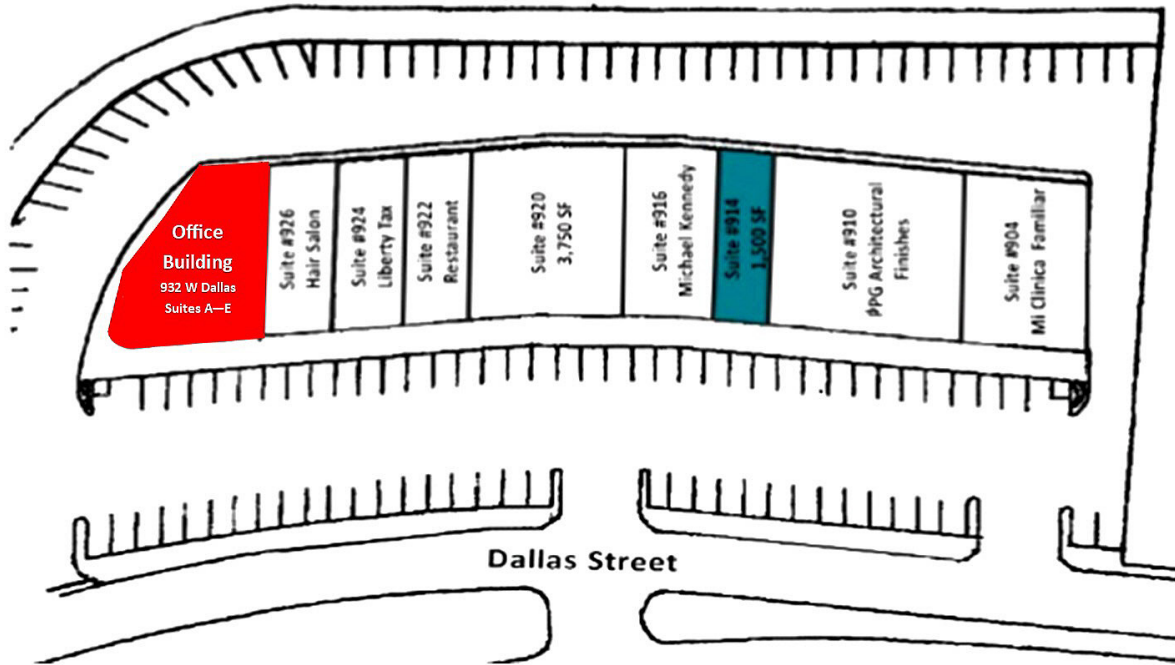 Office
Building
932 W Dallas
Suites A—E
Suite #926
Hair Salon
Suite #924
Liberty Tax
Suite #922
Restaurant
Suite #920
3,750 SF
Suite #916
Michael Kennedy
Suite #914
1,500 SF
Suite #910
PPG Architectural
Finishes
Suite #904
Mi Clinica Familiar
Dallas Street